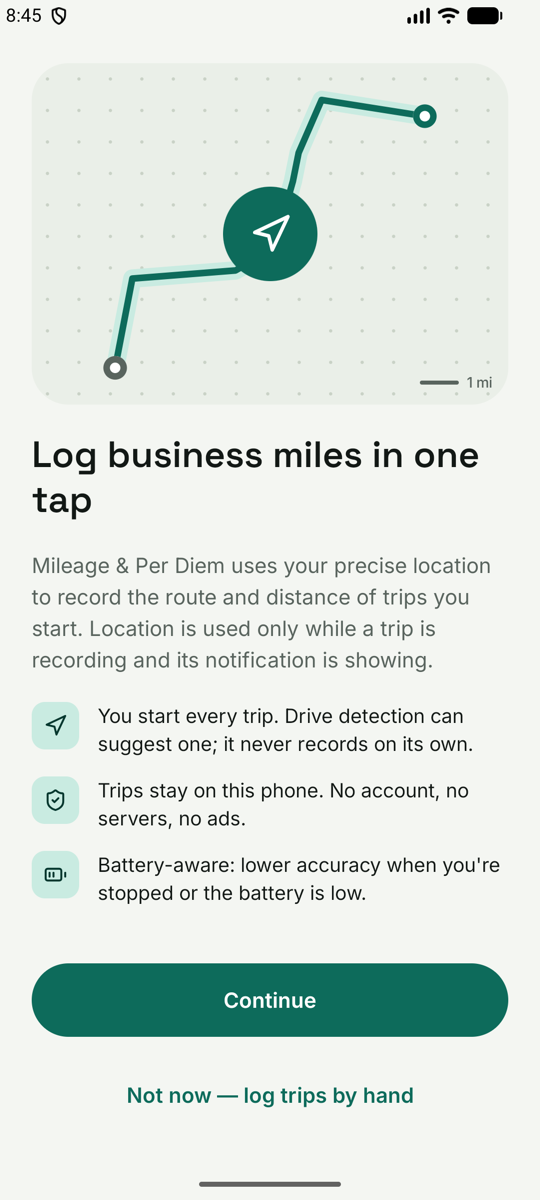 8:45
1 mi
Log business miles in one
tap
Mileage & Per Diem uses your precise location
to record the route and distance of trips you
start. Location is used only while a trip is
recording and its notification is showing.
You start every trip. Drive detection can
suggest one; it never records on its own.
Trips stay on this phone. No account, no
servers, no ads.
Battery-aware: lower accuracy when you're
stopped or the battery is low.
Continue
Not now — log trips by hand